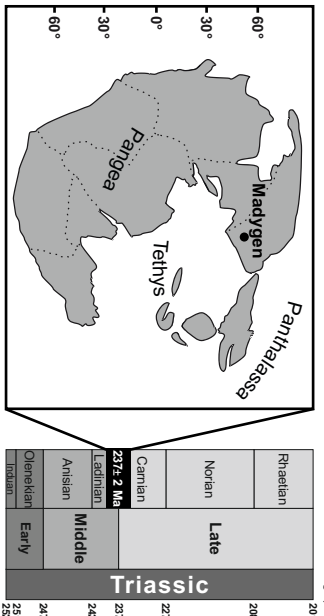 60°
30°
0°
30°
60°
Pangea
Madygen
Tethys
Panthalassa
237± 2 Ma
Rhaetian
Norian
Carnian
Ladinian
Anisian
Olenekian
Induan
Late
Middle
Early
Triassic